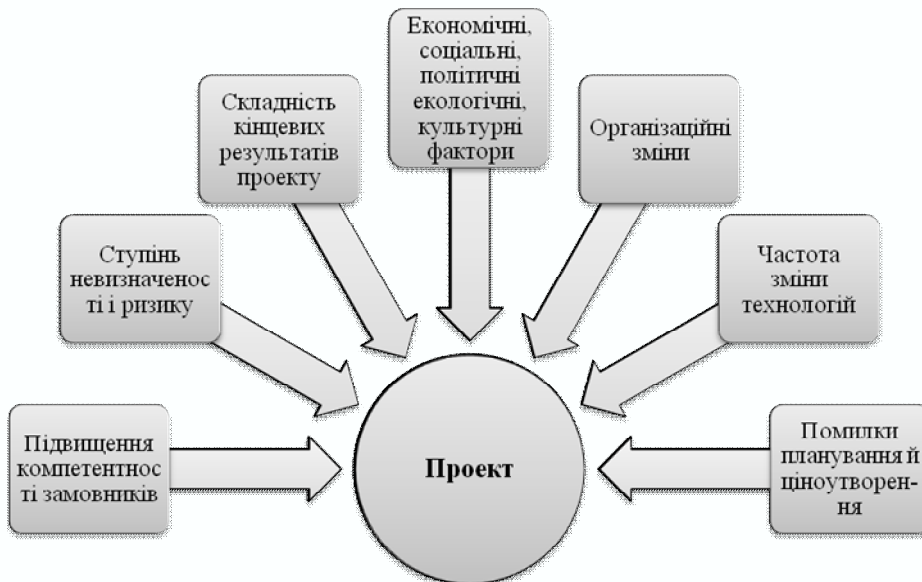 Економічні,
соціальні,
політичні
екологічні,
культурні
фактори
Складність
кінцевих
результатів
проекту
Організаційні
зміни
Ступінь
невизначенос
ті і ризику
Частота
зміни
технологій
Підвищення
компетентнос
ті замовників
Проект
Помилки
планування й
ціноутворен-
ня